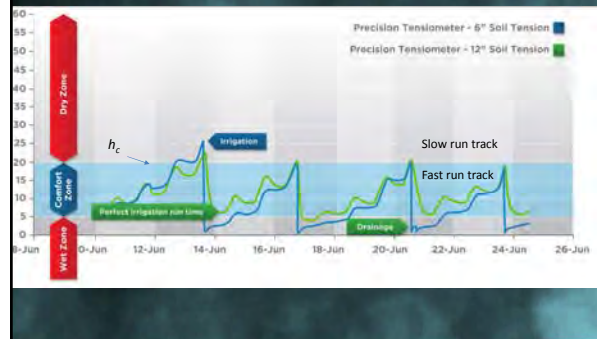 60
55
50
45
40
35
30
25
20
15
10
5
0
Dry Zone
Comfort
Zone
Wet Zone
Precision Tensiometer - 6" Soil Tension
Precision Tensiometer - 12" Soil Tension
h_c
Irrigation
Slow run track
Fast run track
Perfect irrigation run time
Drainage
8-Jun
0-Jun
12-Jun
14-Jun
16-Jun
18-Jun
20-Jun
22-Jun
24-Jun
26-Jun